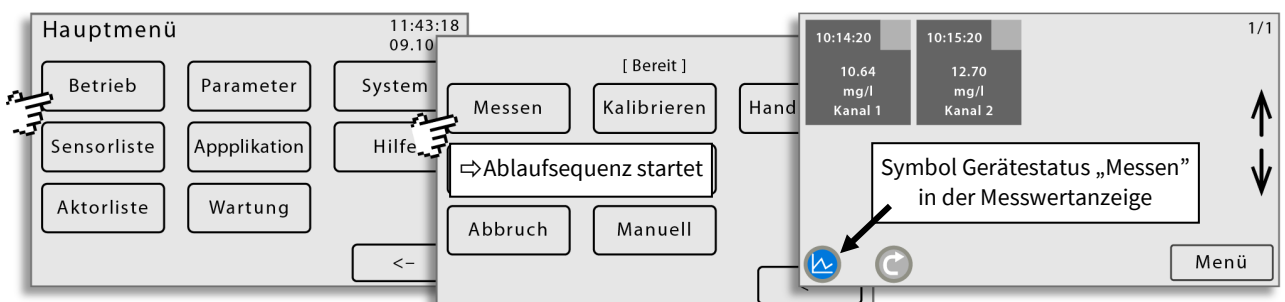 Hauptmenü
11:43:18
09.10
Betrieb
Parameter
System
Sensorliste
Appplikation
Hilfe
Aktorliste
Wartung
<-
[ Bereit ]
Messen
Kalibrieren
Hand
⇨Ablaufsequenz startet
Abbruch
Manuell
1/1
10:14:20
10.64
mg/l
Kanal 1
10:15:20
12.70
mg/l
Kanal 2
Symbol Gerätestatus „Messen”
in der Messwertanzeige
Menü